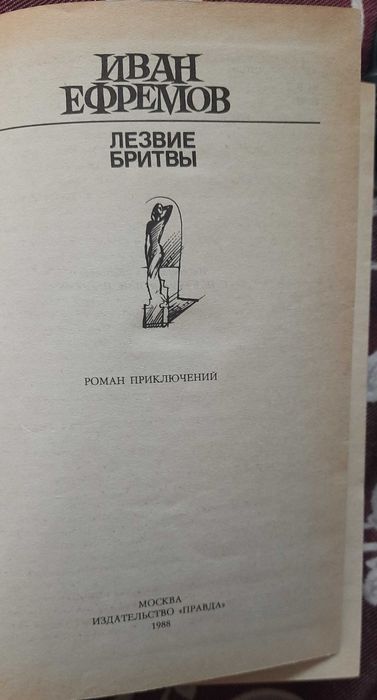 ИВАН
ЕФРЕМОВ
ЛЕЗВИЕ
БРИТВЫ
РОМАН ПРИКЛЮЧЕНИЙ
МОСКВА
ИЗДАТЕЛЬСТВО «ПРАВДА»
1988